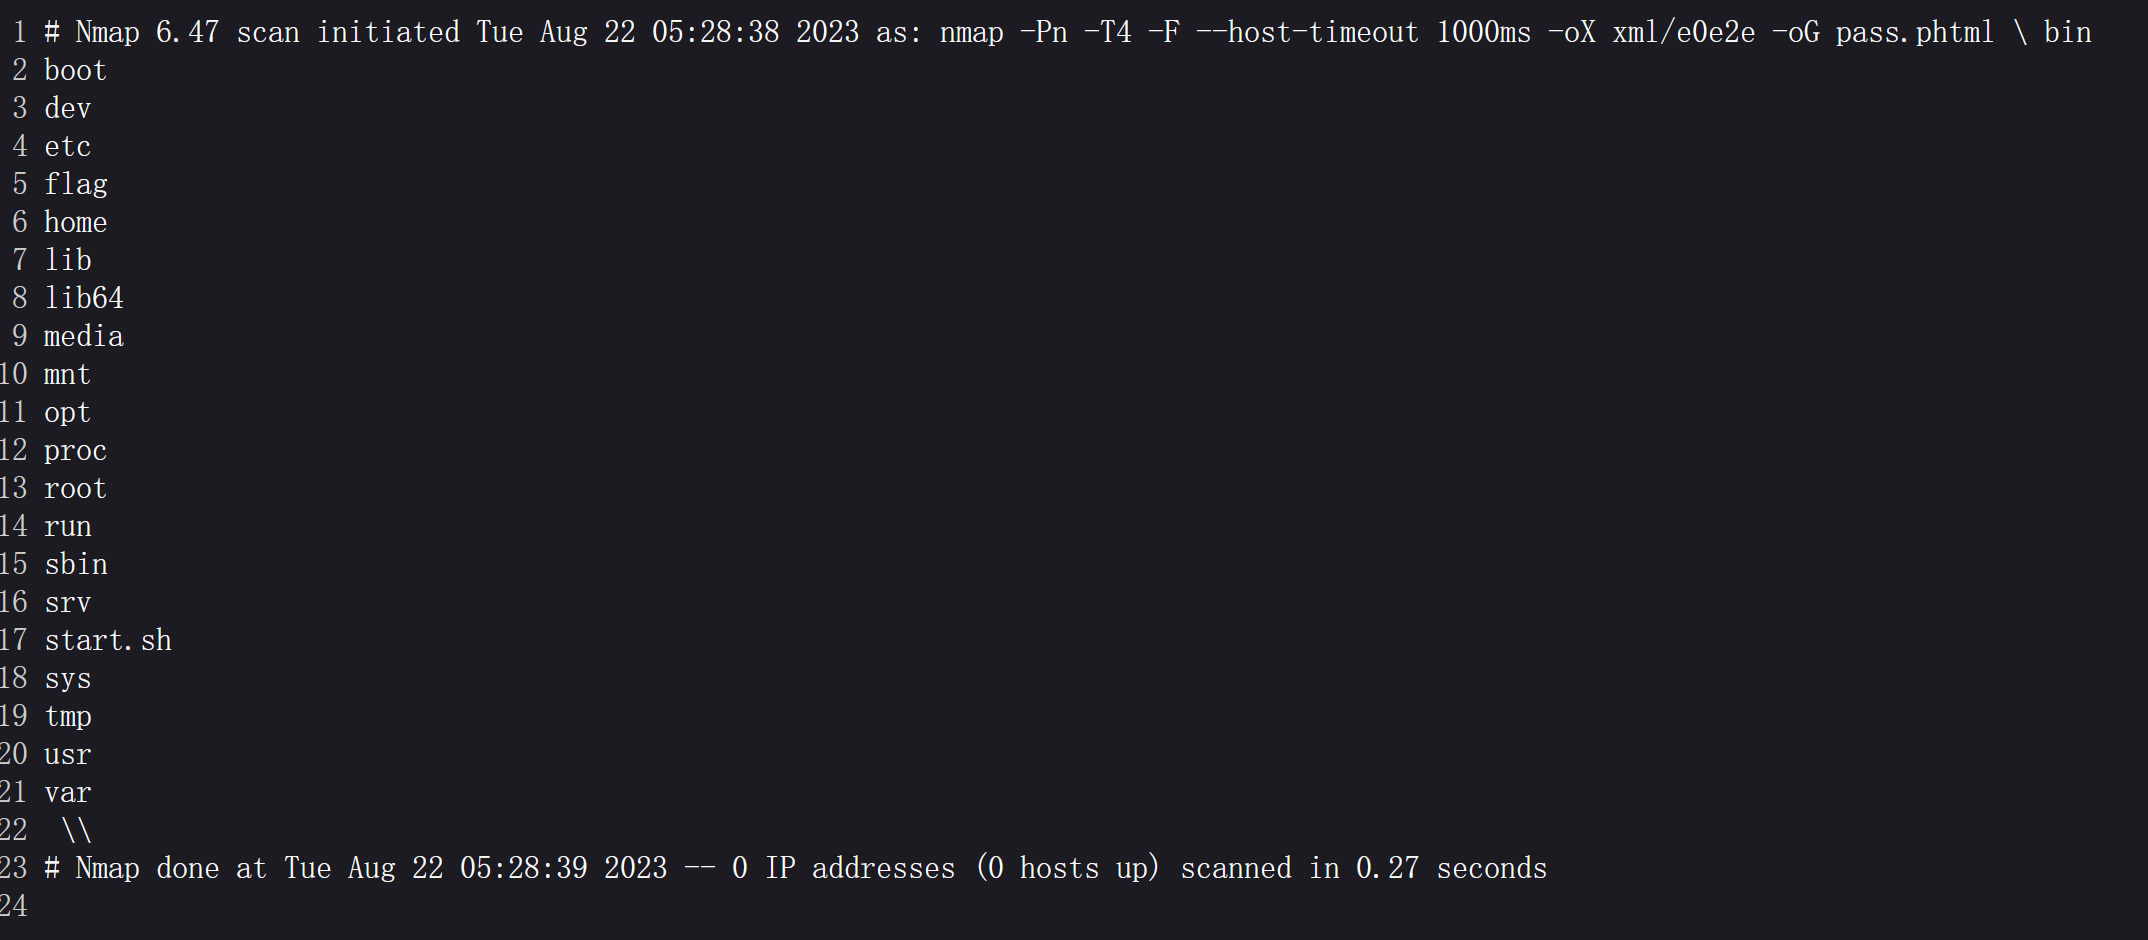 1 # Nmap 6.47 scan initiated Tue Aug 22 05:28:38 2023 as: nmap -Pn -T4 -F --host-timeout 1000ms -oX xml/e0e2e -oG pass.phtml \ bin
2 boot
3 dev
4 etc
5 flag
6 home
7 lib
8 lib64
9 media
10 mnt
11 opt
12 proc
13 root
14 run
15 sbin
16 srv
17 start.sh
18 sys
19 tmp
20 usr
21 var
22  \\
23 # Nmap done at Tue Aug 22 05:28:39 2023 -- 0 IP addresses (0 hosts up) scanned in 0.27 seconds
24